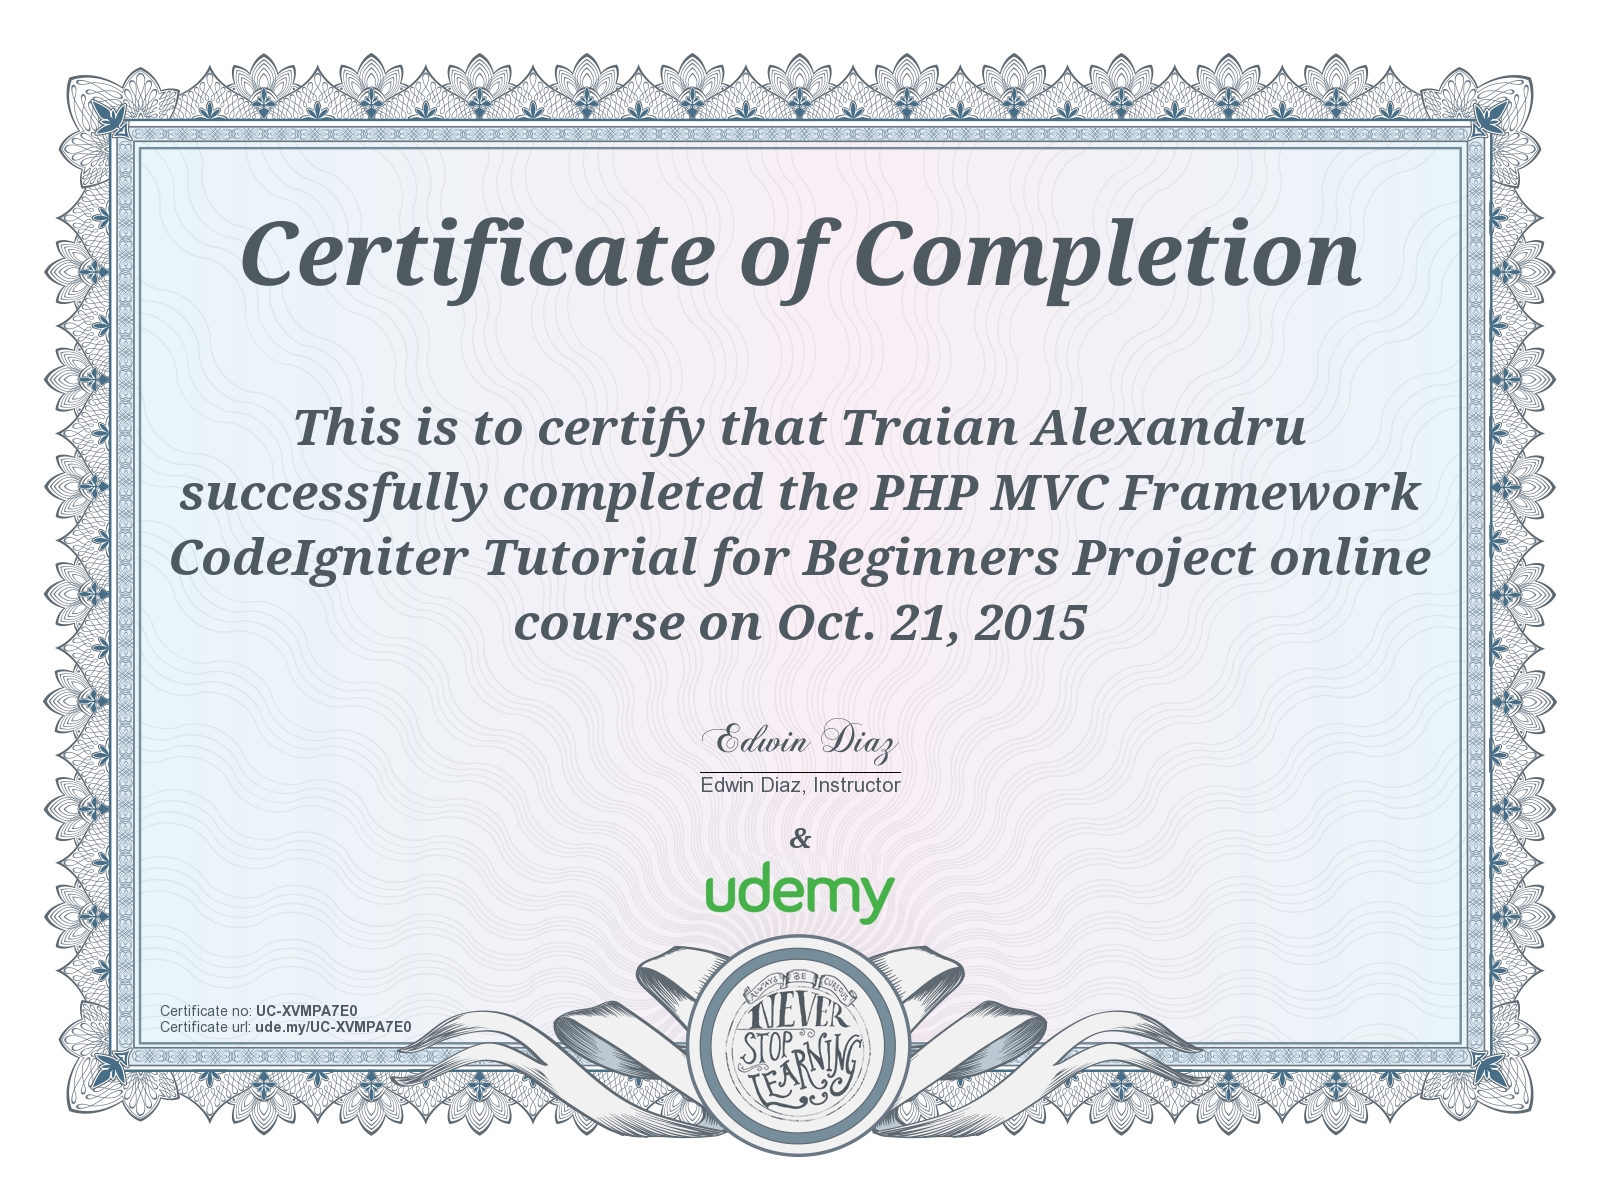 Certificate of Completion
This is to certify that Traian Alexandru
successfully completed the PHP MVC Framework
CodeIgniter Tutorial for Beginners Project online
course on Oct. 21, 2015
Edwin Diaz
Edwin Diaz, Instructor
&
udemy
Certificate no: UC-XVMPA7E0
Certificate url: ude.my/UC-XVMPA7E0
ALWAYS BE CURIOUS
NEVER
STOP
LEARNING